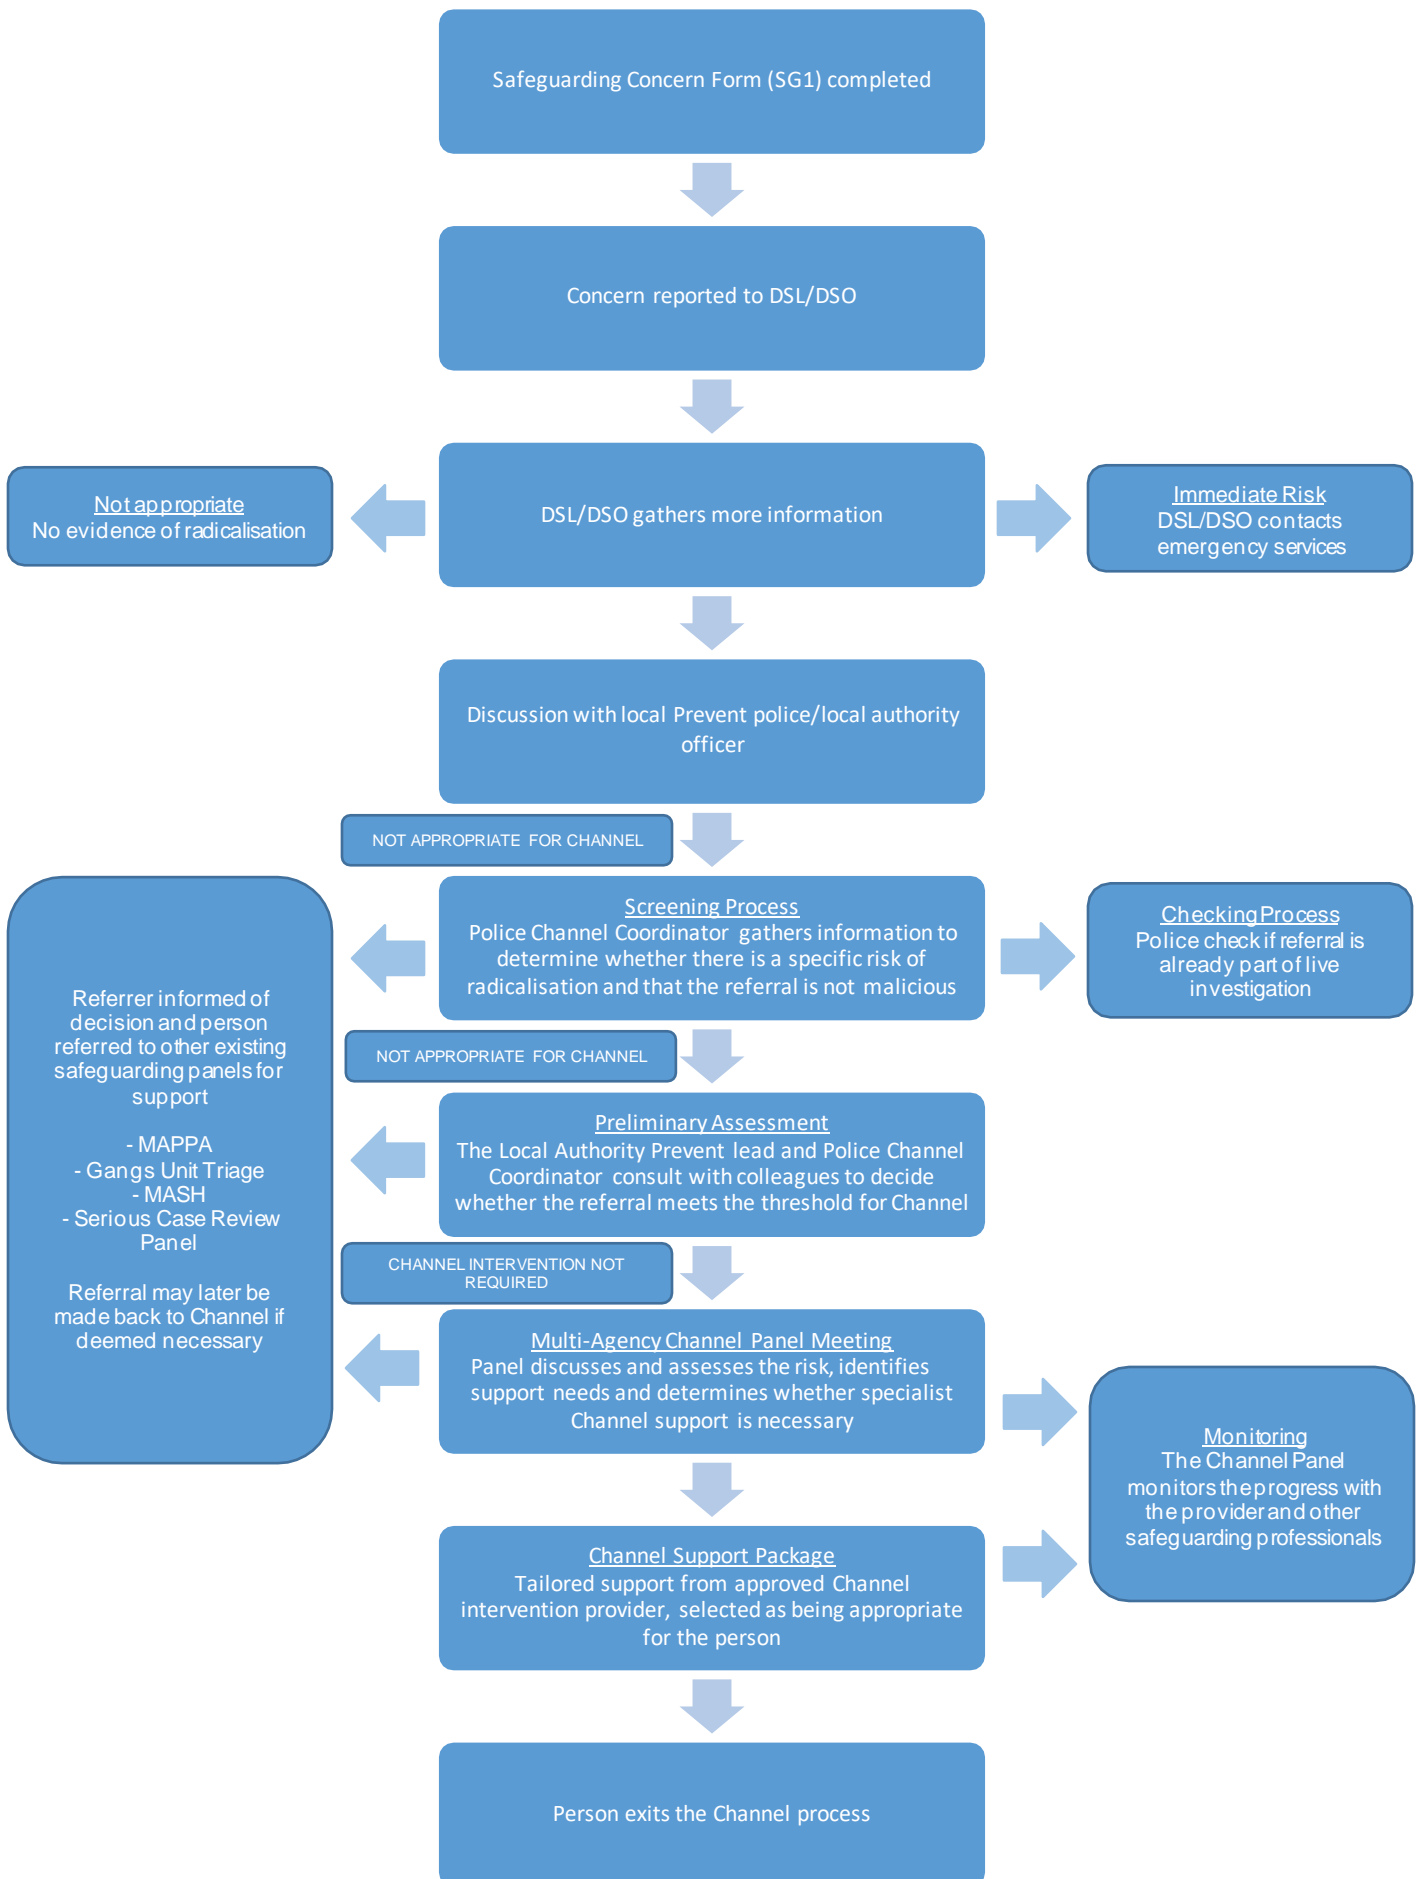 Safeguarding Concern Form (SG1) completed
Concern reported to DSL/DSO
Not appropriate
No evidence of radicalisation
DSL/DSO gathers more information
Immediate Risk
DSL/DSO contacts
emergency services
Discussion with local Prevent police/local authority
officer
NOT APPROPRIATE FOR CHANNEL
Screening Process
Police Channel Coordinator gathers information to
determine whether there is a specific risk of
radicalisation and that the referral is not malicious
Checking Process
Police check if referral is
already part of live
investigation
Referrer informed of
decision and person
referred to other existing
safeguarding panels for
support
- MAPPA
- Gangs Unit Triage
- MASH
- Serious Case Review
Panel
Referral may later be
made back to Channel if
deemed necessary
NOT APPROPRIATE FOR CHANNEL
Preliminary Assessment
The Local Authority Prevent lead and Police Channel
Coordinator consult with colleagues to decide
whether the referral meets the threshold for Channel
CHANNEL INTERVENTION NOT
REQUIRED
Multi-Agency Channel Panel Meeting
Panel discusses and assesses the risk, identifies
support needs and determines whether specialist
Channel support is necessary
Monitoring
The Channel Panel
monitors the progress with
the provider and other
safeguarding professionals
Channel Support Package
Tailored support from approved Channel
intervention provider, selected as being appropriate
for the person
Person exits the Channel process